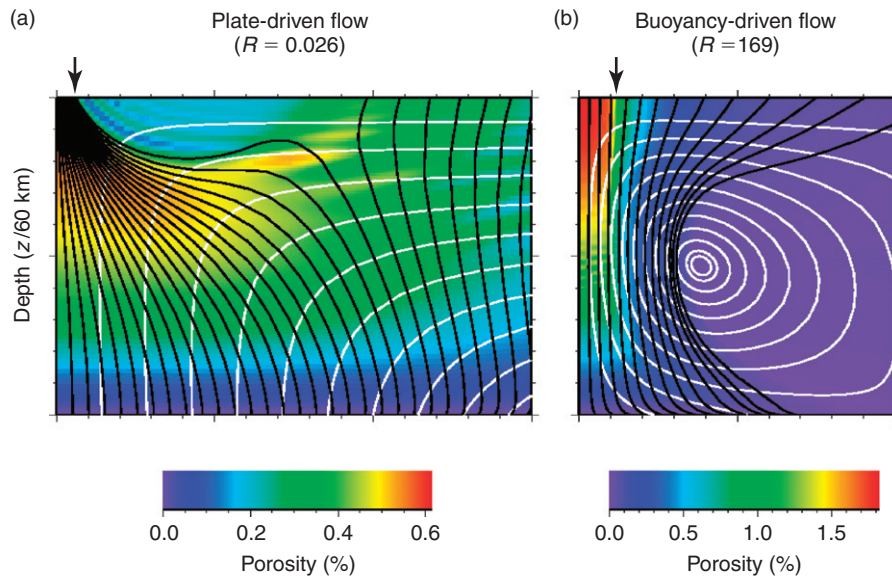 (a)
Plate-driven flow
(R = 0.026)
(b)
Buoyancy-driven flow
(R = 169)
Depth (z/60 km)
0.0 0.2 0.4 0.6
Porosity (%)
0.0 0.5 1.0 1.5
Porosity (%)